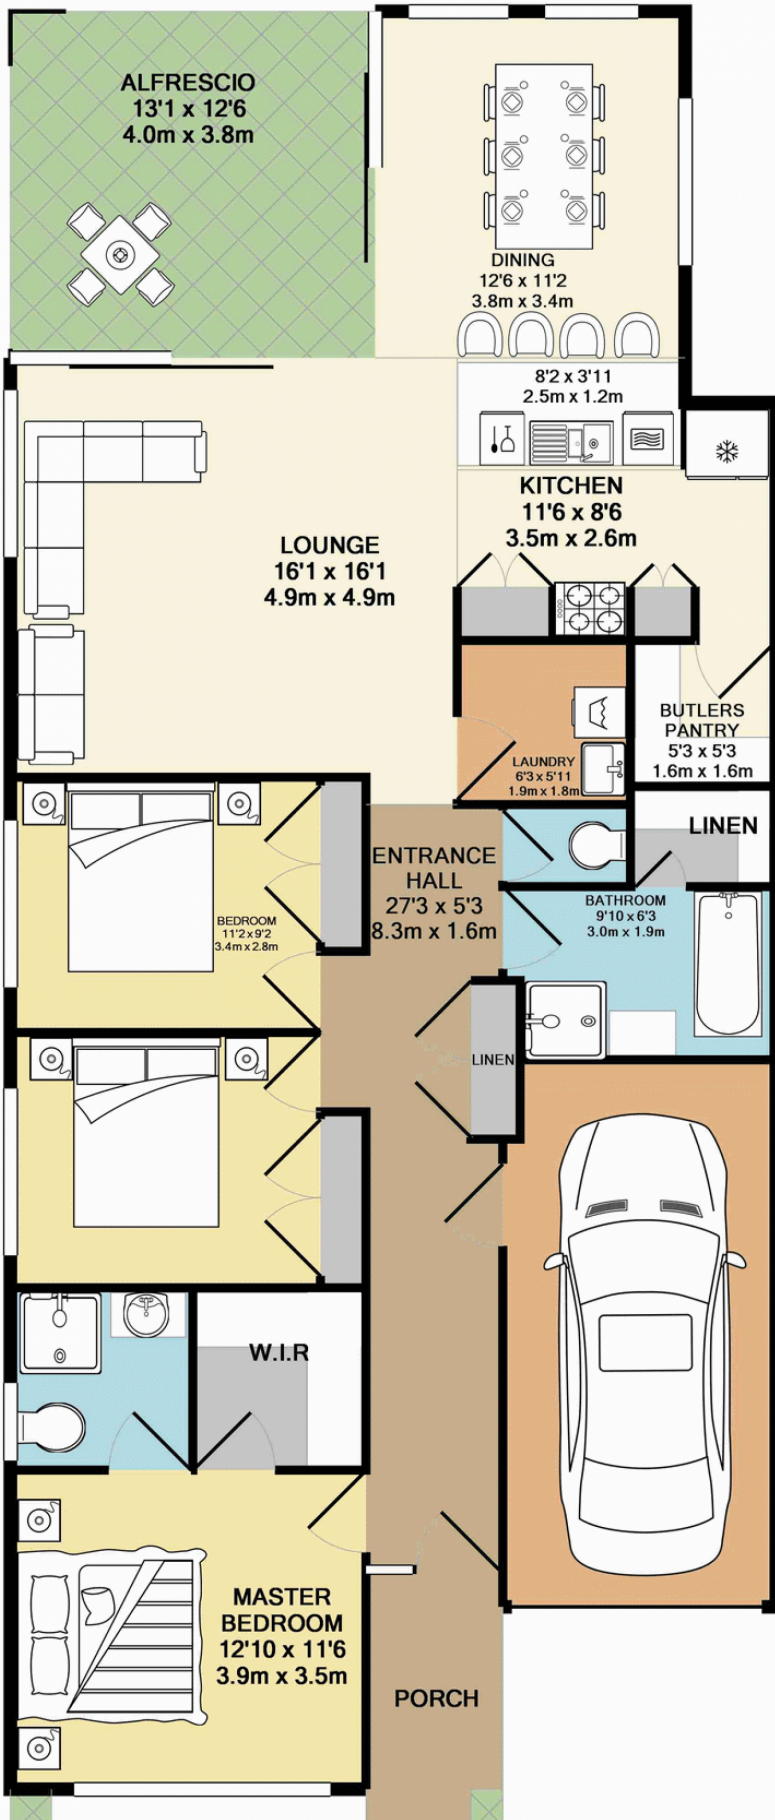 ALFRESCIO
13'1 x 12'6
4.0m x 3.8m
DINING
12'6 x 11'2
3.8m x 3.4m
8'2 x 3'11
2.5m x 1.2m
KITCHEN
11'6 x 8'6
3.5m x 2.6m
LOUNGE
16'1 x 16'1
4.9m x 4.9m
BUTLERS
PANTRY
5'3 x 5'3
1.6m x 1.6m
LAUNDRY
6'3 x 5'11
1.9m x 1.8m
LINEN
ENTRANCE
HALL
27'3 x 5'3
8.3m x 1.6m
BATHROOM
9'10 x 6'3
3.0m x 1.9m
BEDROOM
11'2 x 9'2
3.4m x 2.8m
LINEN
W.I.R
MASTER
BEDROOM
12'10 x 11'6
3.9m x 3.5m
PORCH